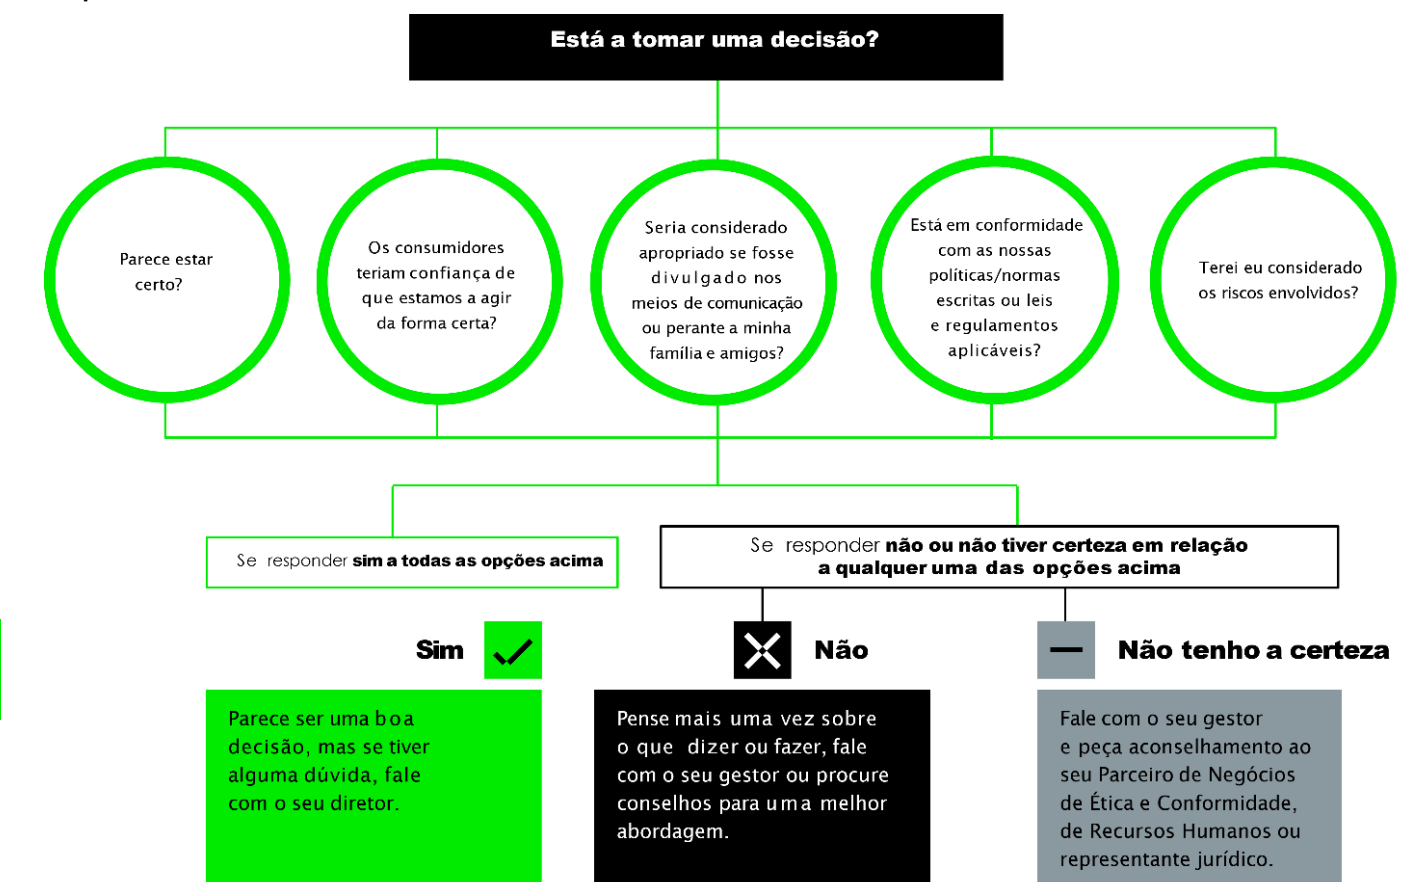 Está a tomar uma decisão?
Parece estar
certo?
Os consumidores
teriam confiança de
que estamos a agir
da forma certa?
Seria considerado
apropriado se fosse
divulgado nos
meios de comunicação
ou perante a minha
família e amigos?
Está em conformidade
com as nossas
políticas/normas
escritas ou leis
e regulamentos
aplicáveis?
Terei eu considerado
os riscos envolvidos?
Se responder sim a todas as opções acima
Se responder não ou não tiver certeza em relação
a qualquer uma das opções acima
Sim
Parece ser uma boa
decisão, mas se tiver
alguma dúvida, fale
com o seu diretor.
Não
Pense mais uma vez sobre
o que dizer ou fazer, fale
com o seu gestor ou procure
conselhos para uma melhor
abordagem.
Não tenho a certeza
Fale com o seu gestor
e peça aconselhamento ao
seu Parceiro de Negócios
de Ética e Conformidade,
de Recursos Humanos ou
representante jurídico.